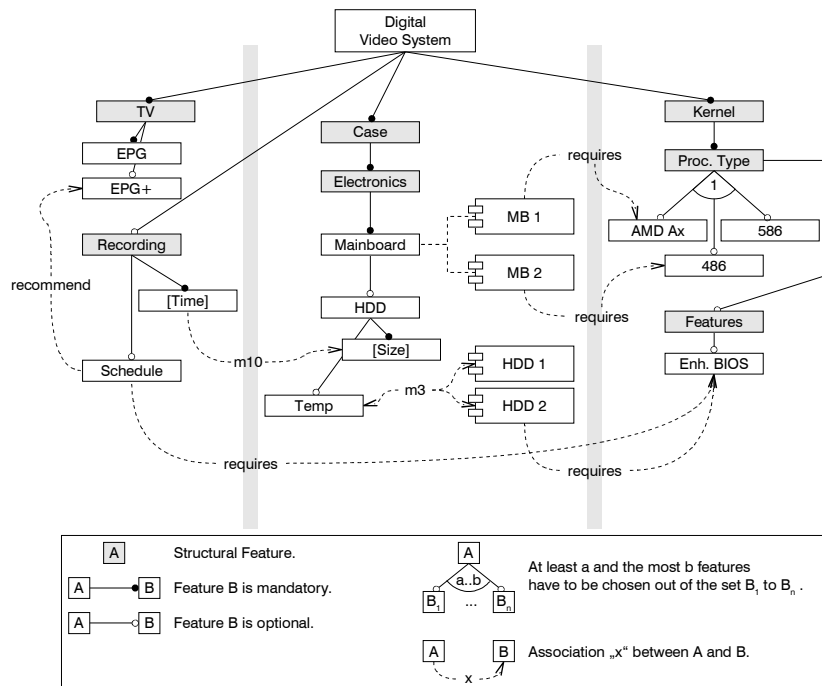 Digital
Video System
TV
Kernel
Case
EPG
requires
Proc. Type
EPG+
Electronics
1
MB 1
AMD Ax
586
Recording
Mainboard
486
MB 2
recommend
[Time]
HDD
requires
Features
[Size]
m10
Schedule
HDD 1
Enh. BIOS
m3
Temp
HDD 2
requires
requires
A
Structural Feature.
A
B
Feature B is mandatory.
A
B
Feature B is optional.
A
a..b
B1
...
Bn
At least a and the most b features
have to be chosen out of the set B1 to Bn .
A
B
x
Association „x“ between A and B.